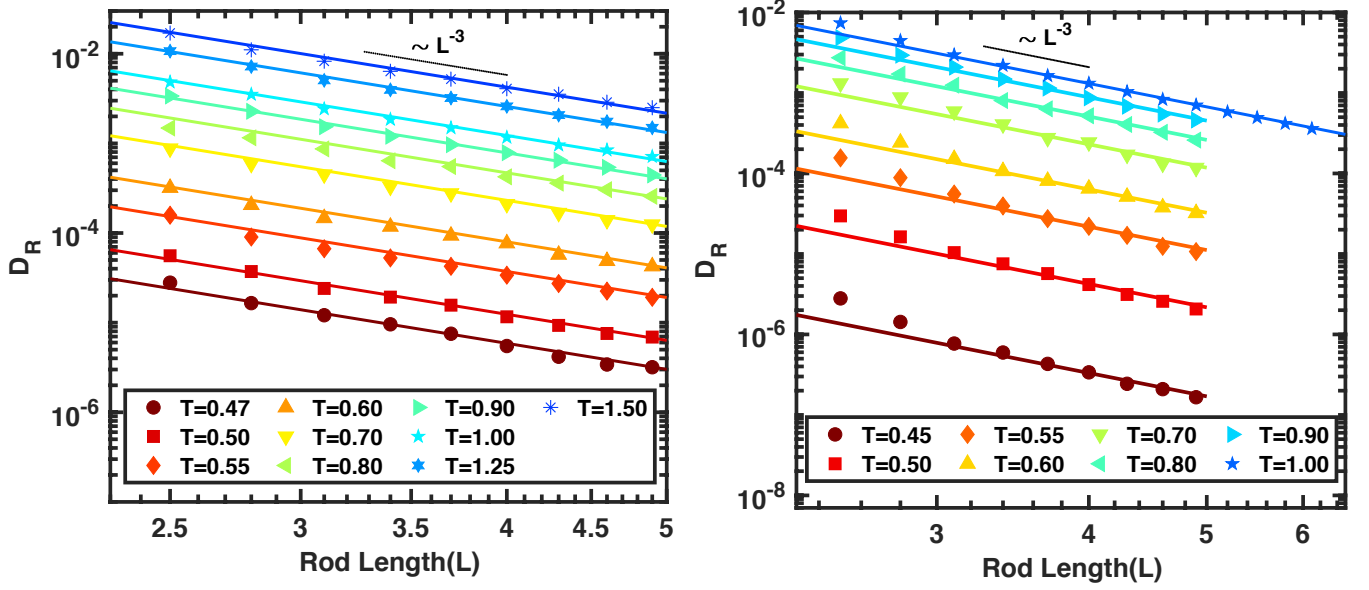 10⁻²
10⁻⁴
10⁻⁶
D_R
~ L⁻³
T=0.47 T=0.60 T=0.90 T=1.50
T=0.50 T=0.70 T=1.00
T=0.55 T=0.80 T=1.25
2.5 3 3.5 4 4.5 5
Rod Length(L)
10⁻²
10⁻⁴
10⁻⁶
10⁻⁸
D_R
~ L⁻³
T=0.45 T=0.55 T=0.70 T=0.90
T=0.50 T=0.60 T=0.80 T=1.00
3 4 5 6
Rod Length(L)